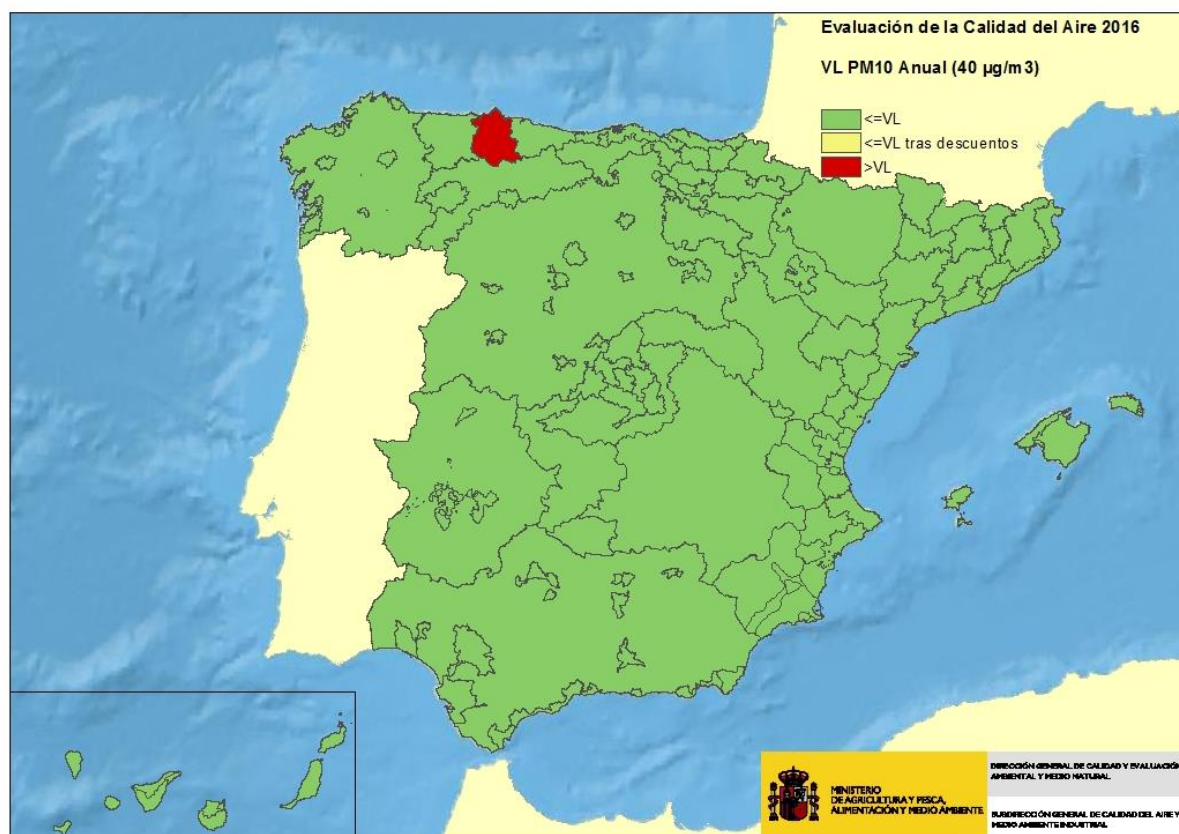 Evaluación de la Calidad del Aire 2016
VL PM10 Anual (40 µg/m3)
<=VL
<=VL tras descuentos
>VL
MINISTERIO
DE AGRICULTURA Y PESCA,
ALIMENTACIÓN Y MEDIO AMBIENTE
DIRECCIÓN GENERAL DE CALIDAD Y EVALUACIÓN
AMBIENTAL Y MEDIO NATURAL
SUBDIRECCIÓN GENERAL DE CALIDAD DEL AIRE Y
MEDIO AMBIENTE INDUSTRIAL